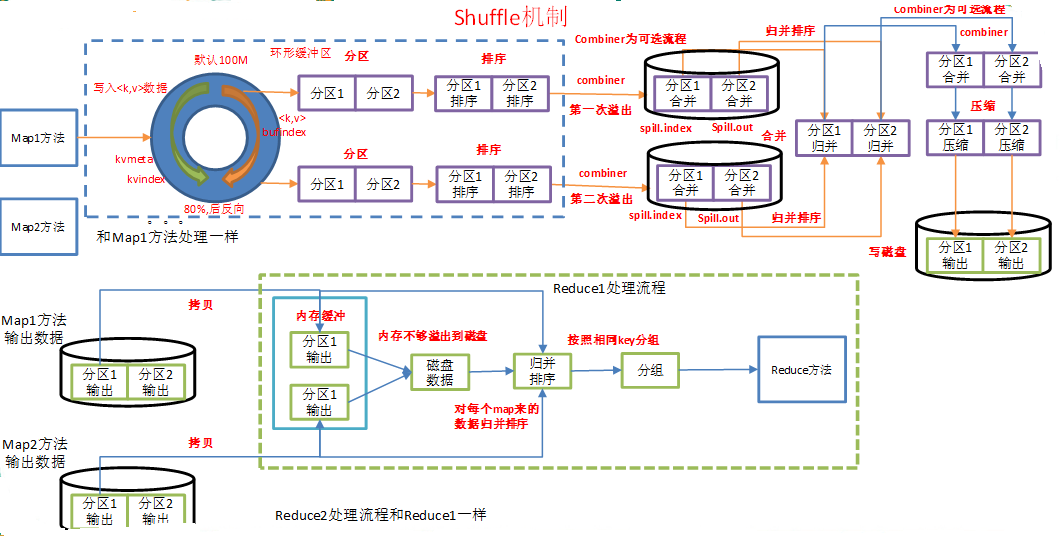 Shuffle机制
Combiner为可选流程
默认100M
环形缓冲区
分区
排序
Combiner为可选流程
归并排序
combiner
写入<k,v>数据
分区1
分区2
分区1
排序
分区2
排序
combiner
第一次溢出
分区1
合并
分区2
合并
分区1
合并
分区2
合并
压缩
Map1方法
<k,v>
bufindex
spill.index
Spill.out
合并
分区1
归并
分区2
归并
分区1
压缩
分区2
压缩
kvmeta
kvindex
分区
排序
分区1
分区2
分区1
排序
分区2
排序
combiner
第二次溢出
分区1
合并
分区2
合并
spill.index
Spill.out
归并排序
80%,后反向
Map2方法
。。。
和Map1方法处理一样
写磁盘
分区1
输出
分区2
输出
Reduce1处理流程
拷贝
内存缓冲
Map1方法
输出数据
分区1
输出
内存不够溢出到磁盘
按照相同key分组
分区1
输出
分区2
输出
分区1
输出
磁盘
数据
归并
排序
分组
Reduce方法
对每个map来的
数据归并排序
拷贝
Map2方法
输出数据
分区1
输出
分区2
输出
Reduce2处理流程和Reduce1一样